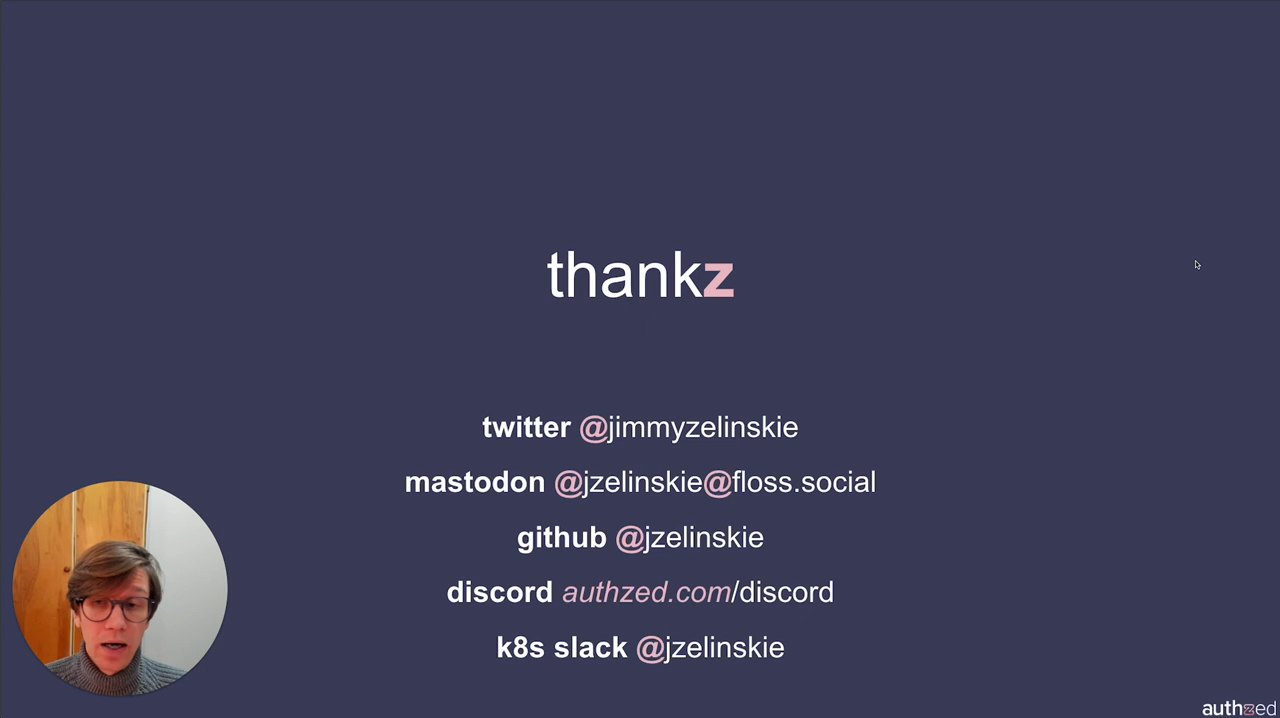 thankz
twitter @jimmyzelinskie
mastodon @jzelinskie@floss.social
github @jzelinskie
discord authzed.com/discord
k8s slack @jzelinskie
authzed